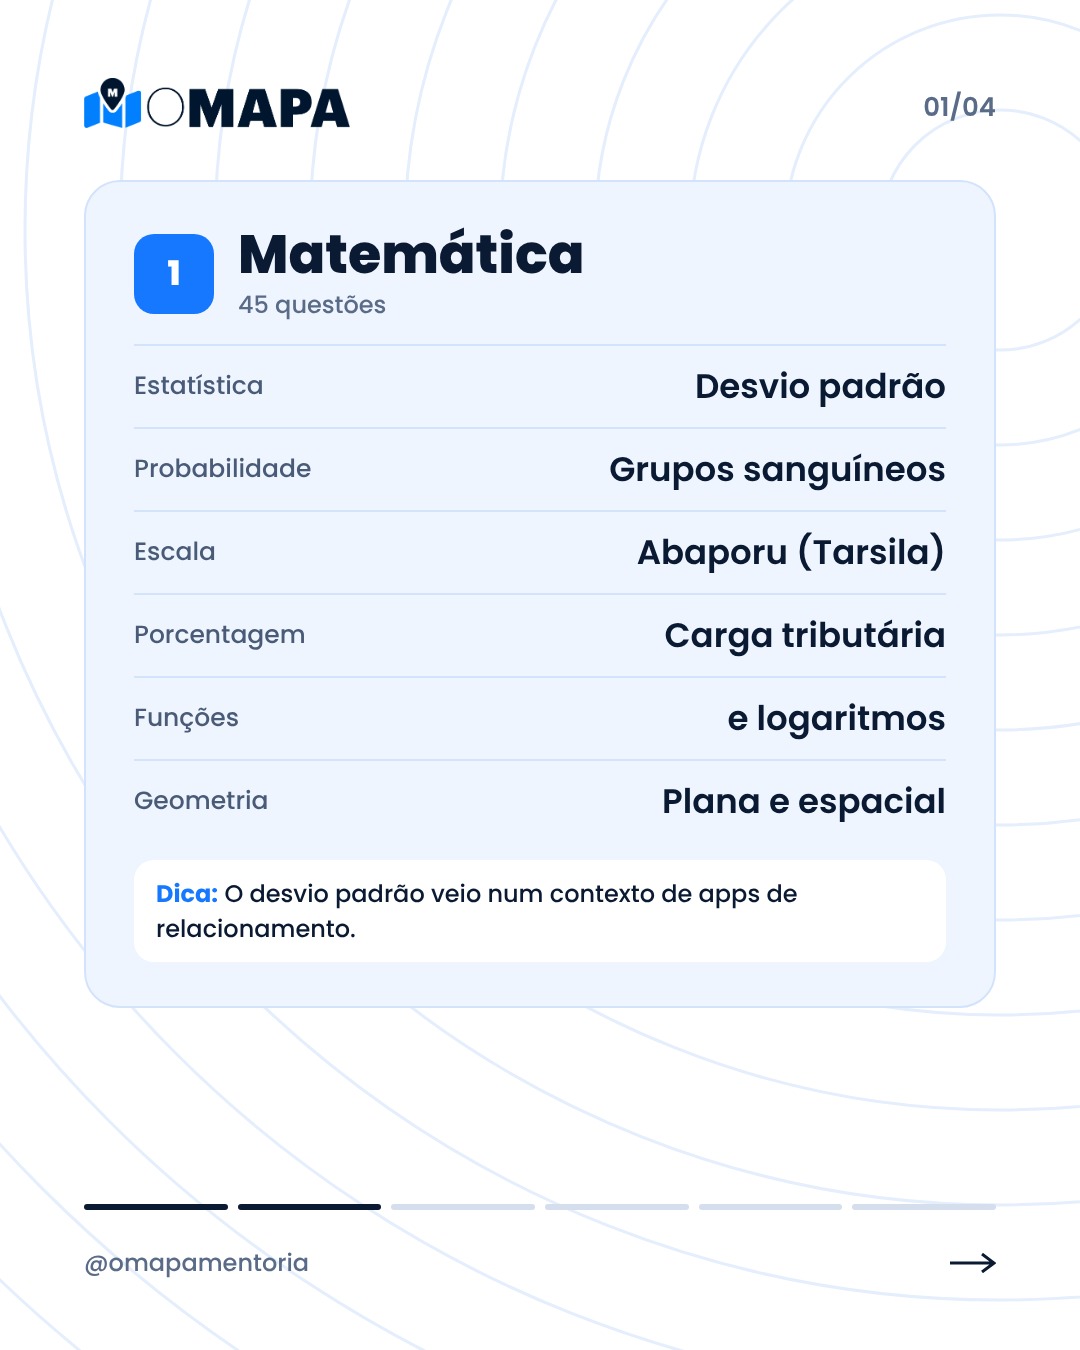 M OMAPA
01/04
1
Matemática
45 questões
Estatística Desvio padrão
Probabilidade Grupos sanguíneos
Escala Abaporu (Tarsila)
Porcentagem Carga tributária
Funções e logaritmos
Geometria Plana e espacial
Dica: O desvio padrão veio num contexto de apps de
relacionamento.
@omapamentoria